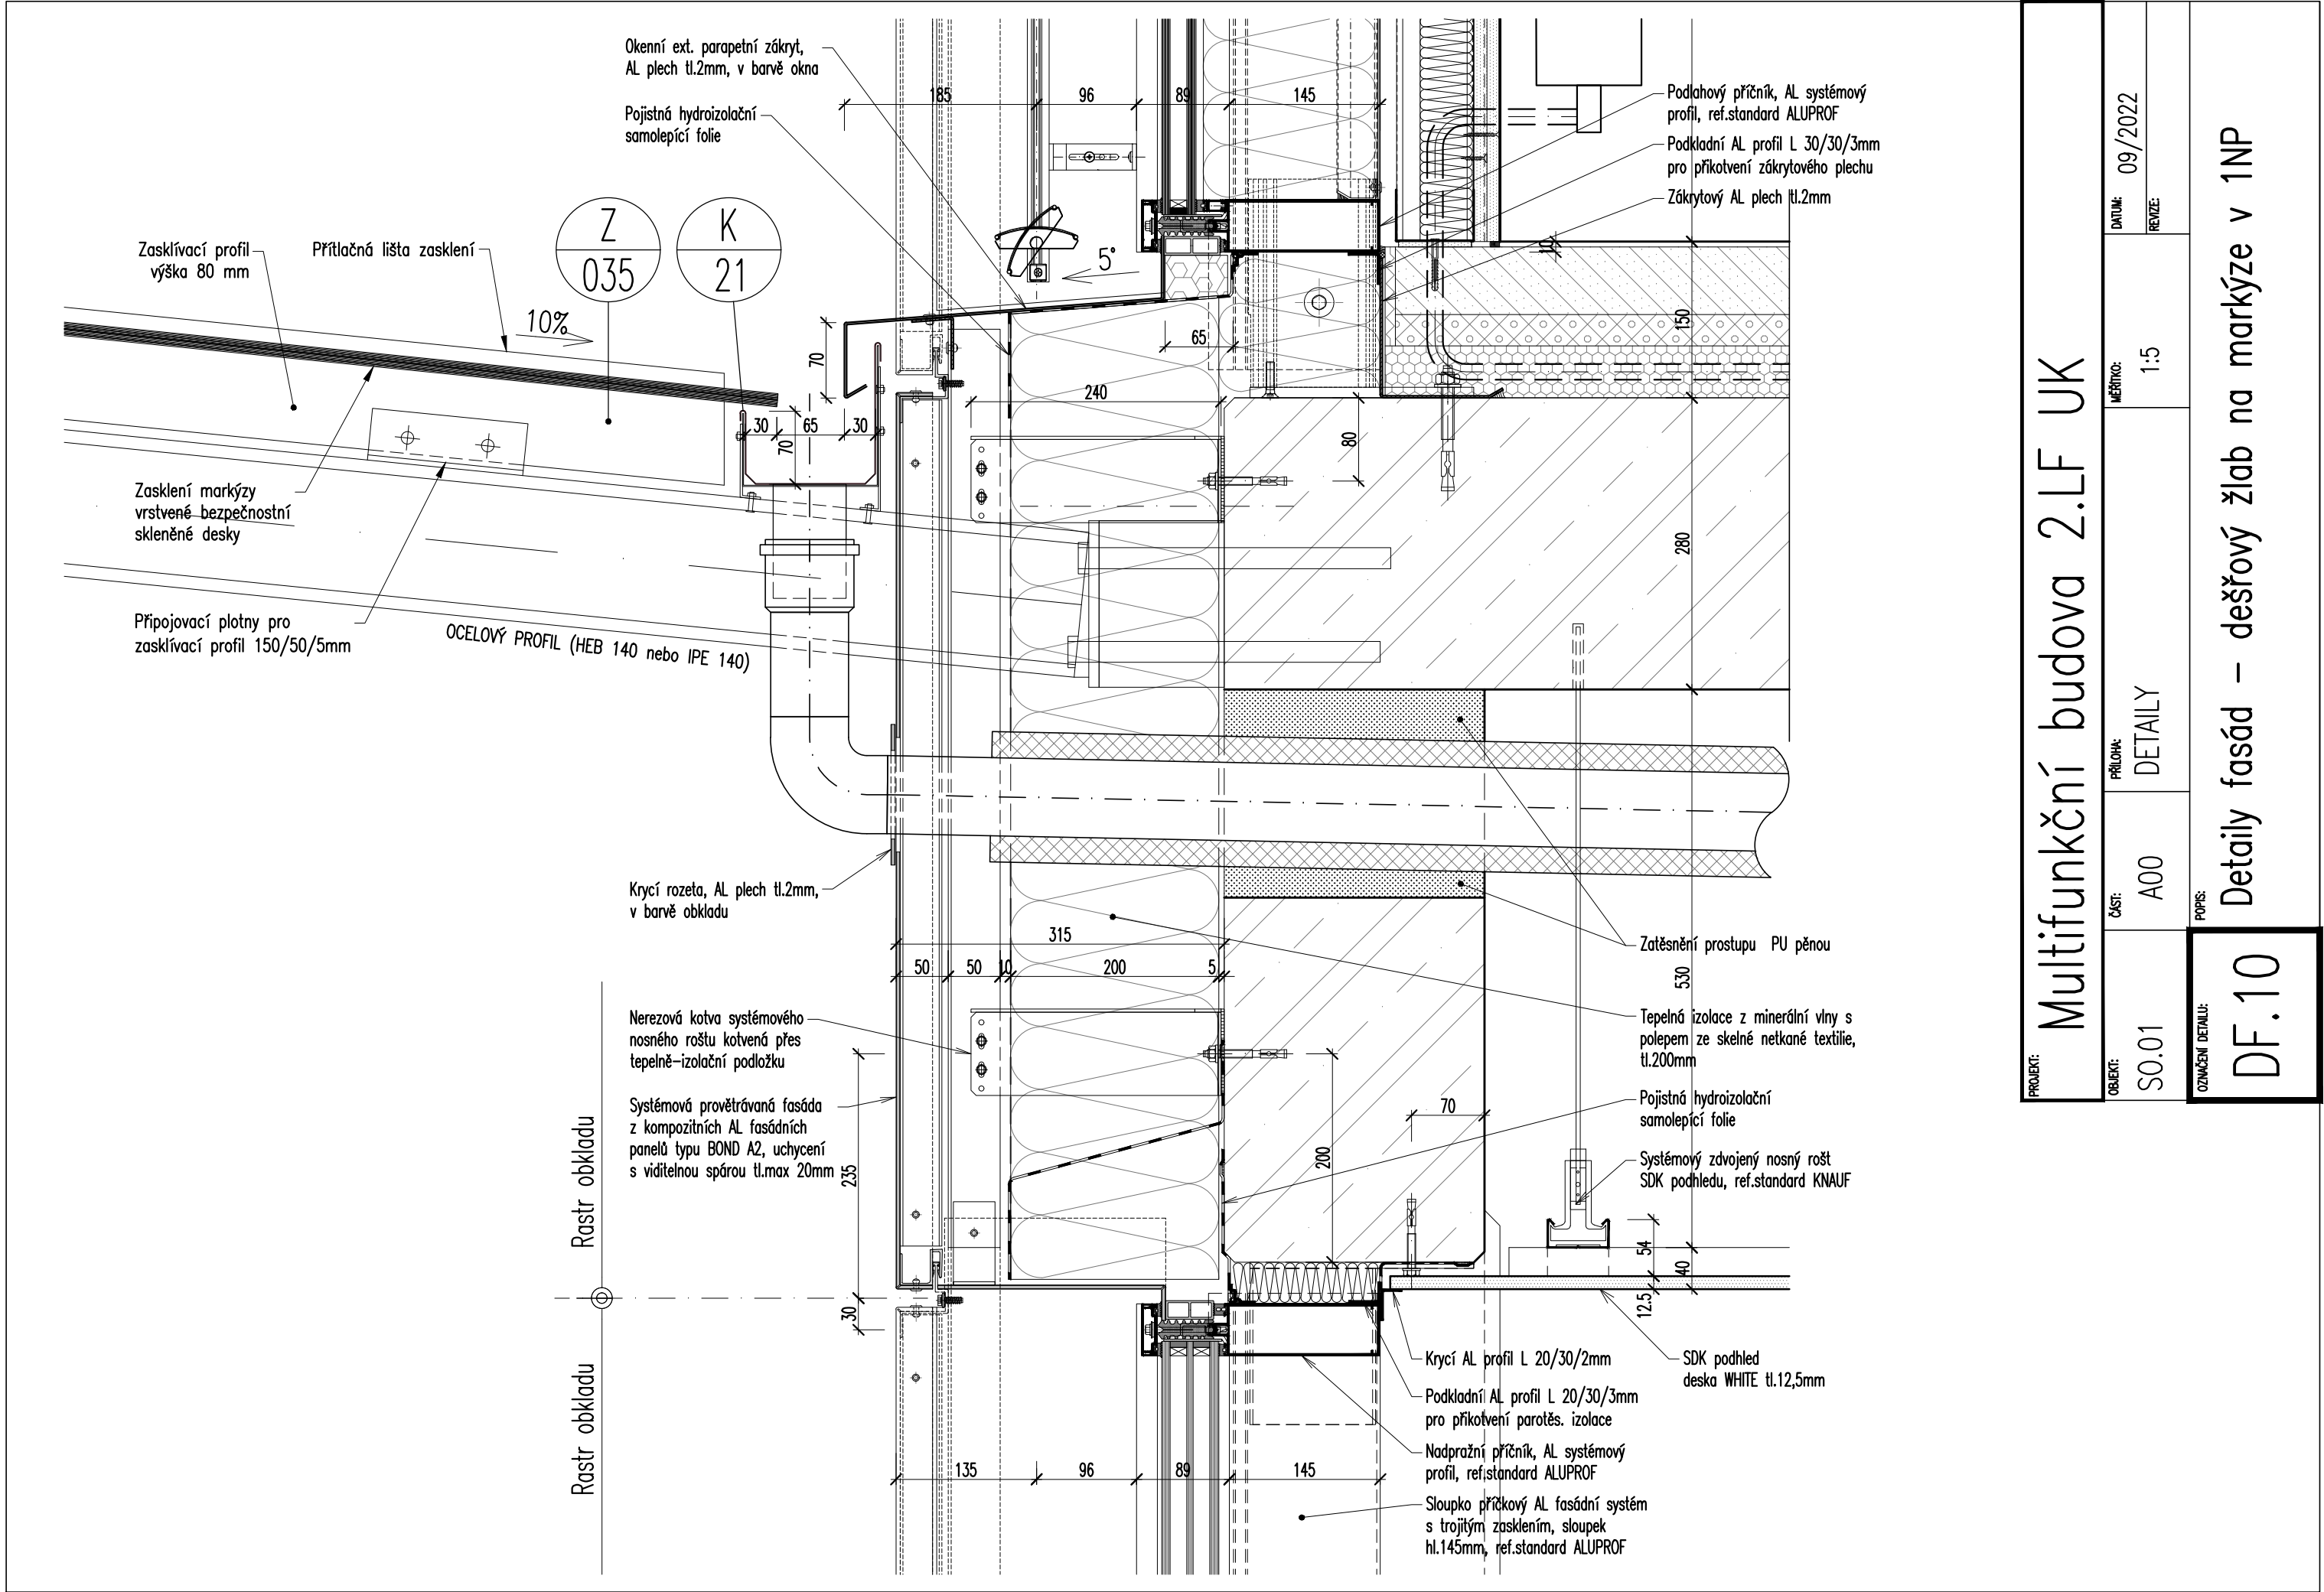 Okenní ext. parapetní zákryt,
AL plech tl.2mm, v barvě okna
Pojistná hydroizolační
samolepící folie
185
96
89
145
Podlahový příčník, AL systémový
profil, ref.standard ALUPROF
Podkladní AL profil L 30/30/3mm
pro přikotvení zákrytového plechu
Zákrytový AL plech tl.2mm
Zasklívací profil
výška 80 mm
Přítlačná lišta zasklení
Z
035
K
21
5°
10
10%
70
65
150
240
30
65
30
70
80
Zasklení markýzy
vrstvené bezpečnostní
skleněné desky
280
Připojovací plotny pro
zasklívací profil 150/50/5mm
OCELOVÝ PROFIL (HEB 140 nebo IPE 140)
Krycí rozeta, AL plech tl.2mm,
v barvě obkladu
315
50
50
10
200
5
Zatěsnění prostupu PU pěnou
530
Nerezová kotva systémového
nosného roštu kotvená přes
tepelně-izolační podložku
Tepelná izolace z minerální vlny s
polepem ze skelné netkané textilie,
tl.200mm
Systémová provětrávaná fasáda
z kompozitních AL fasádních
panelů typu BOND A2, uchycení
s viditelnou spárou tl.max 20mm
235
70
200
Pojistná hydroizolační
samolepící folie
Systémový zdvojený nosný rošt
SDK podhledu, ref.standard KNAUF
Rastr obkladu
54
40
12.5
30
Rastr obkladu
Krycí AL profil L 20/30/2mm
SDK podhled
deska WHITE tl.12,5mm
Podkladní AL profil L 20/30/3mm
pro přikotvení parotěs. izolace
Nadpražní příčník, AL systémový
profil, ref.standard ALUPROF
135
96
89
145
Sloupko příčkový AL fasádní systém
s trojitým zasklením, sloupek
hl.145mm, ref.standard ALUPROF
PROJEKT:
Multifunkční budova 2.LF UK
OBJEKT:
SO.01
ČÁST:
A00
PŘÍLOHA:
DETAILY
MĚŘÍTKO:
1:5
DATUM:
09/2022
REVIZE:
OZNAČENÍ DETAILU:
DF.10
POPIS:
Detaily fasád - dešťový žlab na markýze v 1NP